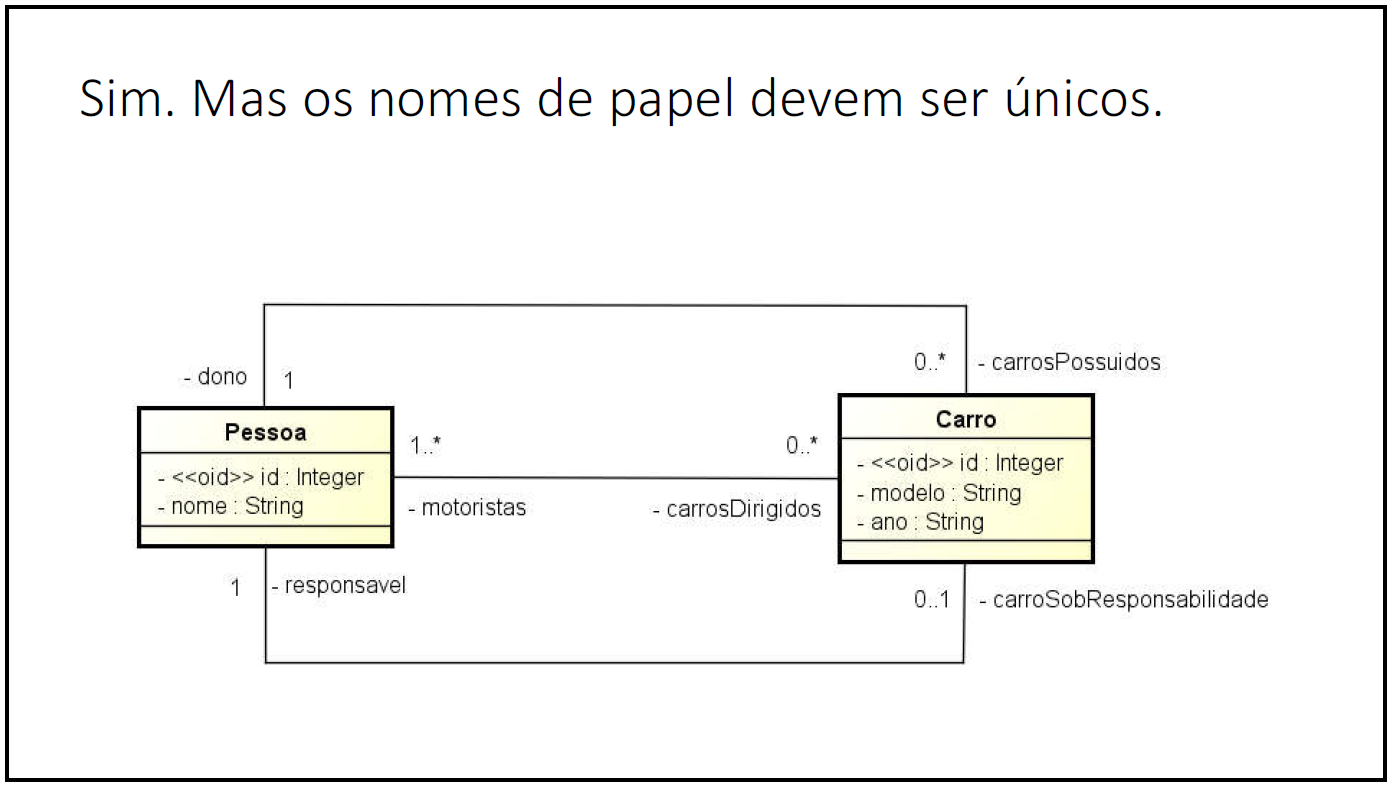 Sim. Mas os nomes de papel devem ser únicos.
0..* - carrosPossuidos
- dono 1
Pessoa
- <<oid>> id : Integer
- nome : String
1..*
- motoristas
0..*
- carrosDirigidos
Carro
- <<oid>> id : Integer
- modelo : String
- ano : String
1 - responsavel
0..1 - carroSobResponsabilidade